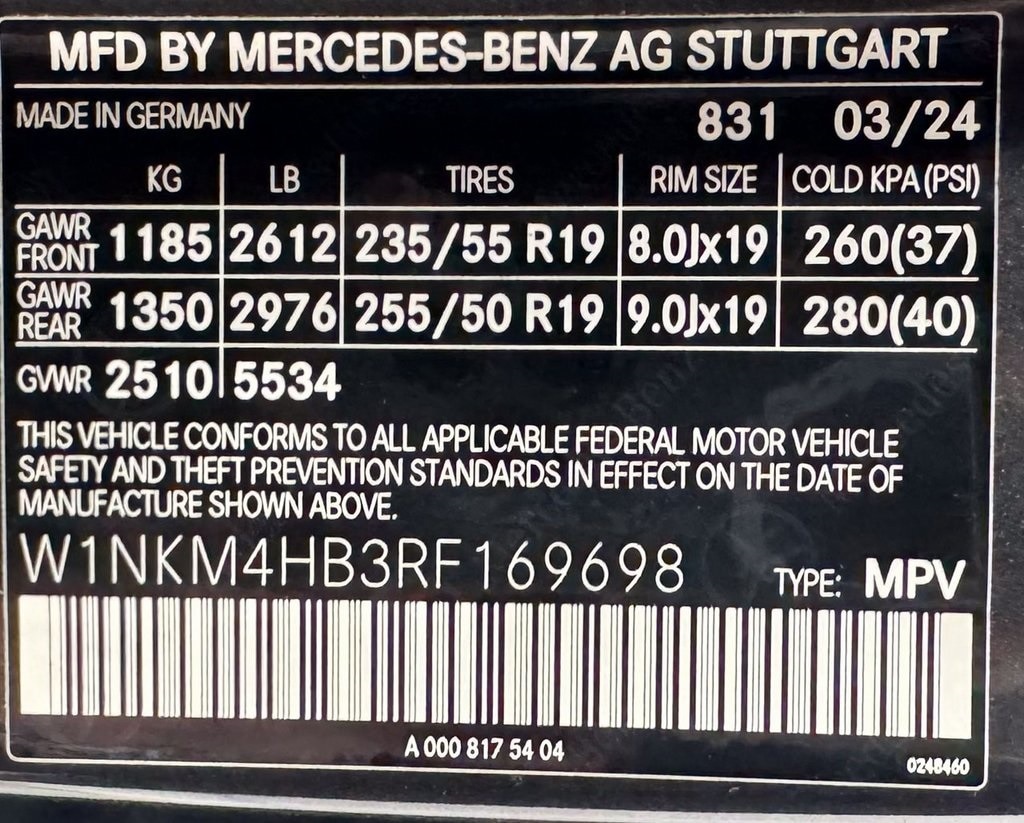 MFD BY MERCEDES-BENZ AG STUTTGART
MADE IN GERMANY 831 03/24
KG LB TIRES RIM SIZE COLD KPA (PSI)
GAWR FRONT 1185 2612 235/55 R19 8.0Jx19 260(37)
GAWR REAR 1350 2976 255/50 R19 9.0Jx19 280(40)
GVWR 2510 5534
THIS VEHICLE CONFORMS TO ALL APPLICABLE FEDERAL MOTOR VEHICLE
SAFETY AND THEFT PREVENTION STANDARDS IN EFFECT ON THE DATE OF
MANUFACTURE SHOWN ABOVE.
W1NKM4HB3RF169698 TYPE: MPV
A 000 817 54 04
0248460